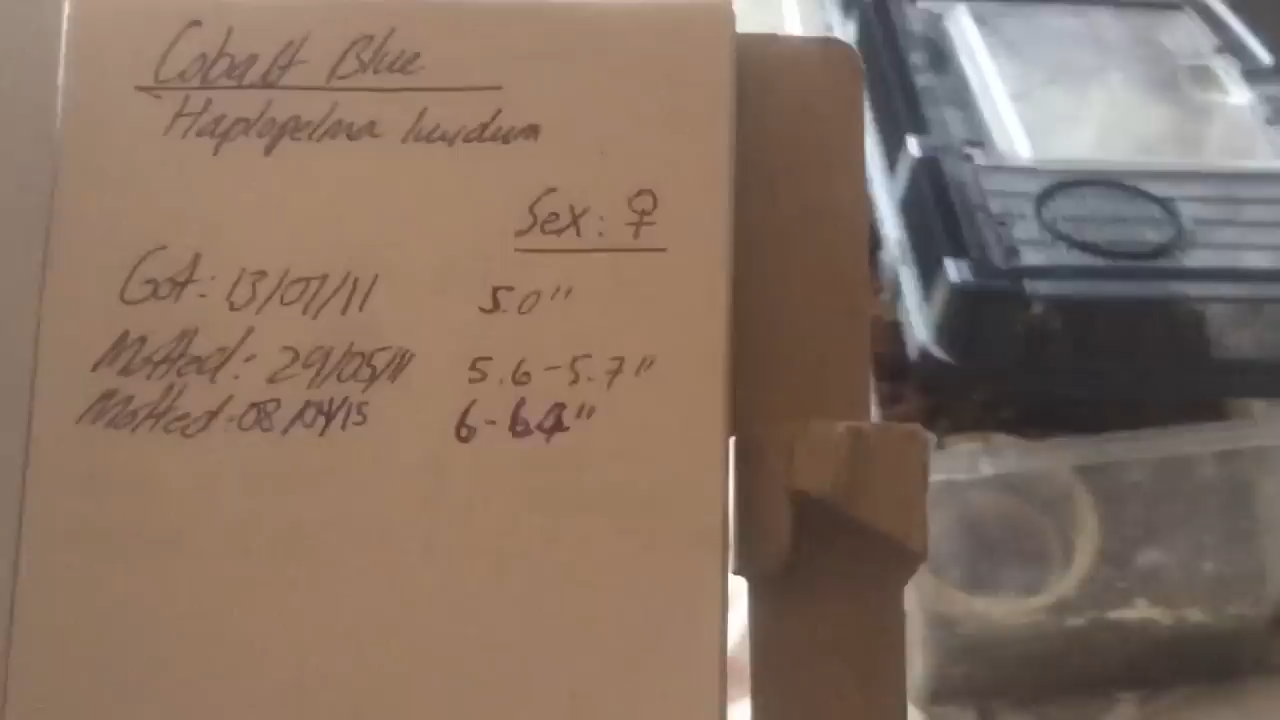 Cobalt Blue
Haplopelma lividum
Sex: ♀
Got: 13/07/11 5.0"
Molted: 29/05/11 5.6-5.7"
Molted: 08/04/15 6-6.4"